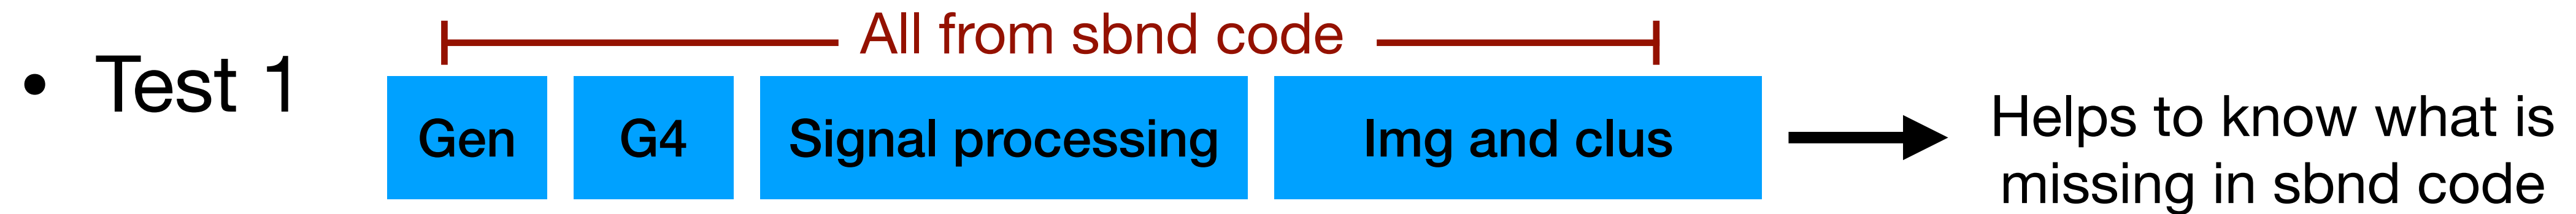 All from sbnd code
• Test 1
Gen
G4
Signal processing
Img and clus
Helps to know what is
missing in sbnd code